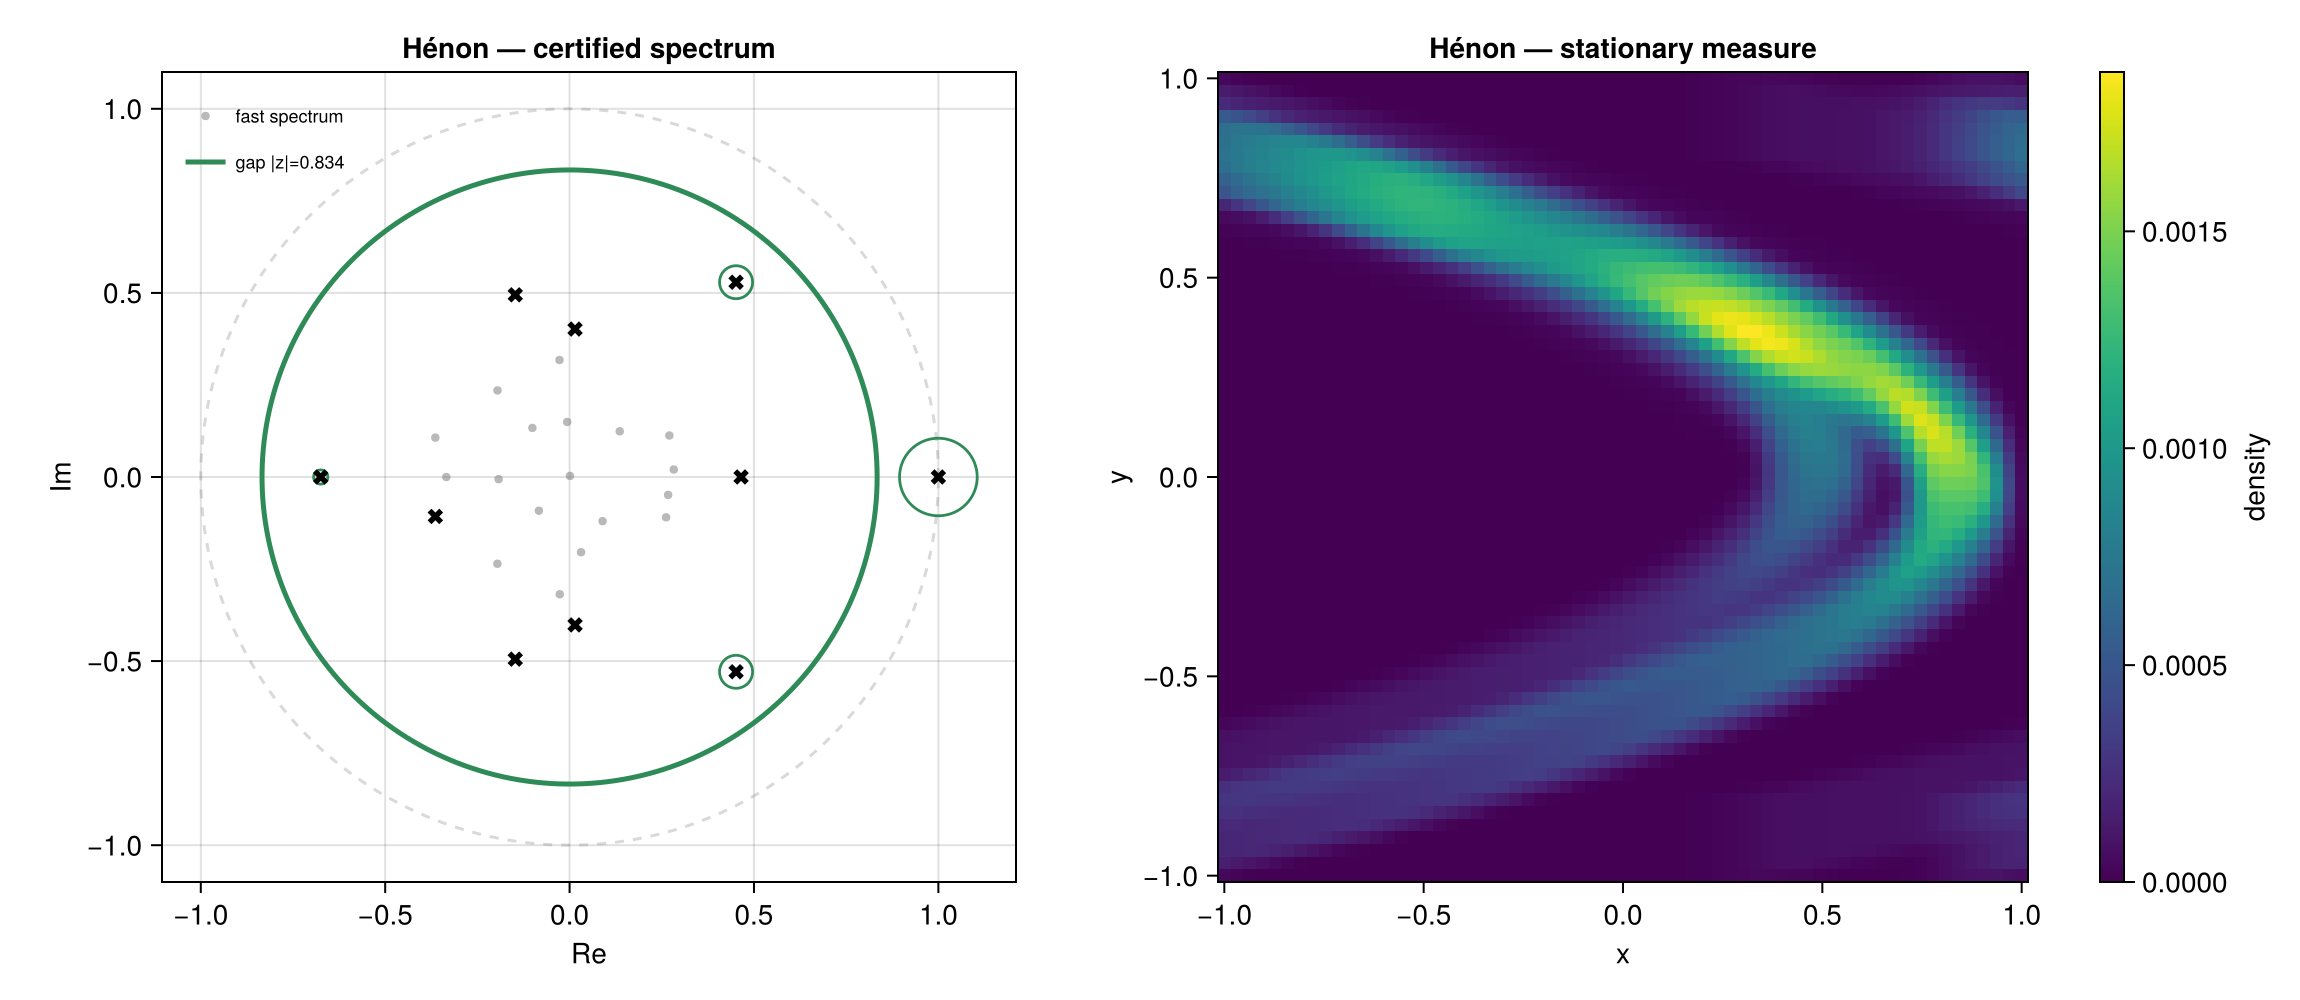 Hénon — certified spectrum
fast spectrum
gap |z|=0.834
1.0
0.5
0.0
−0.5
−1.0
Im
−1.0 −0.5 0.0 0.5 1.0
Re
Hénon — stationary measure
1.0
0.5
0.0
−0.5
−1.0
y
−1.0 −0.5 0.0 0.5 1.0
x
0.0015
0.0010
0.0005
0.0000
density